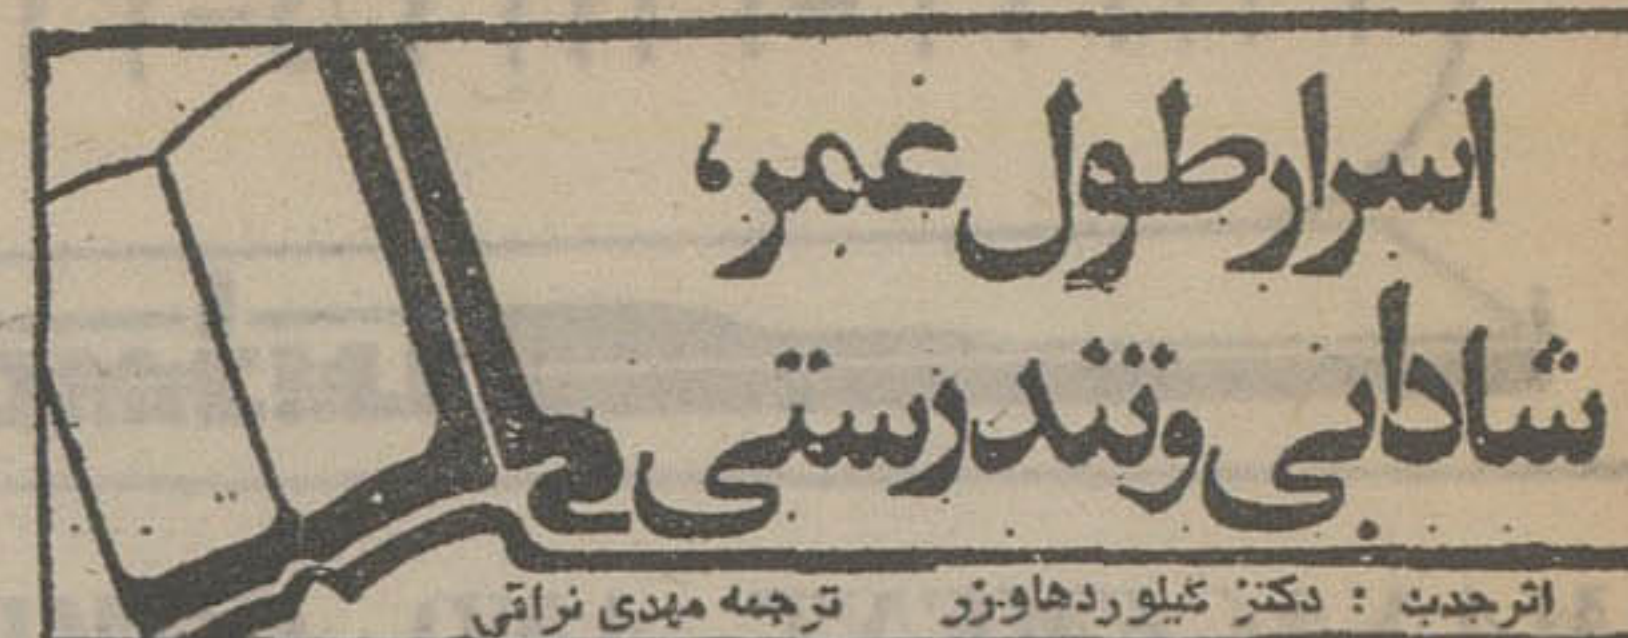 اسرار طول عمر،
شادابی و تندرستی
اثر جدید : دکتر گیلورد هاوزر ترجمه مهدی نراقی